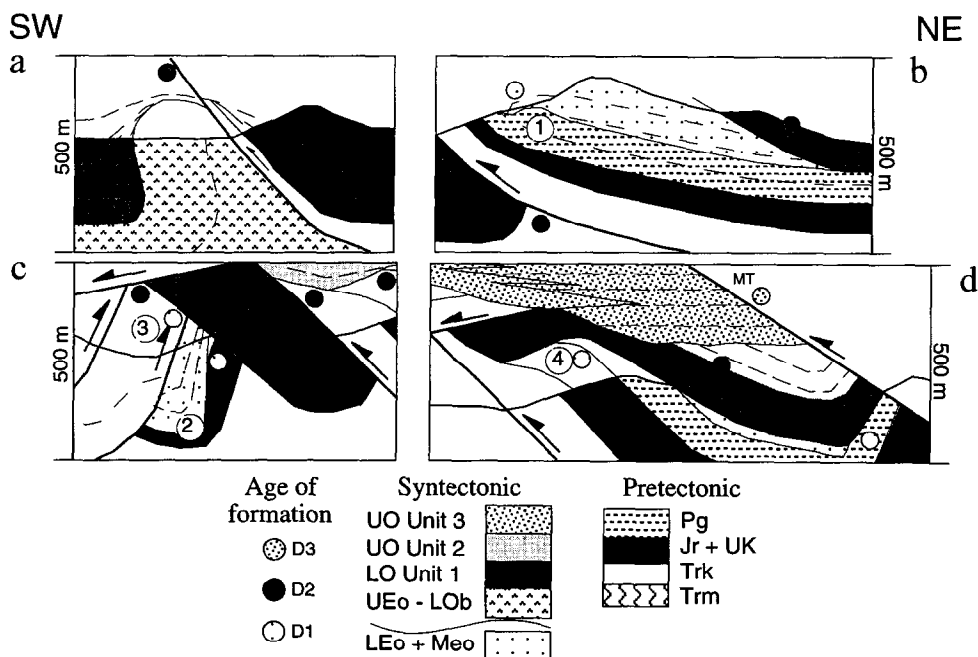 SW NE
a b
500 m 1 500 m
c MT d
500 m 3 2 4 500 m
Age of formation Syntectonic Pretectonic
UO Unit 3 Pg
D3 UO Unit 2 Jr + UK
D2 LO Unit 1 Trk
UEo - LOb Trm
D1 LEo + Meo